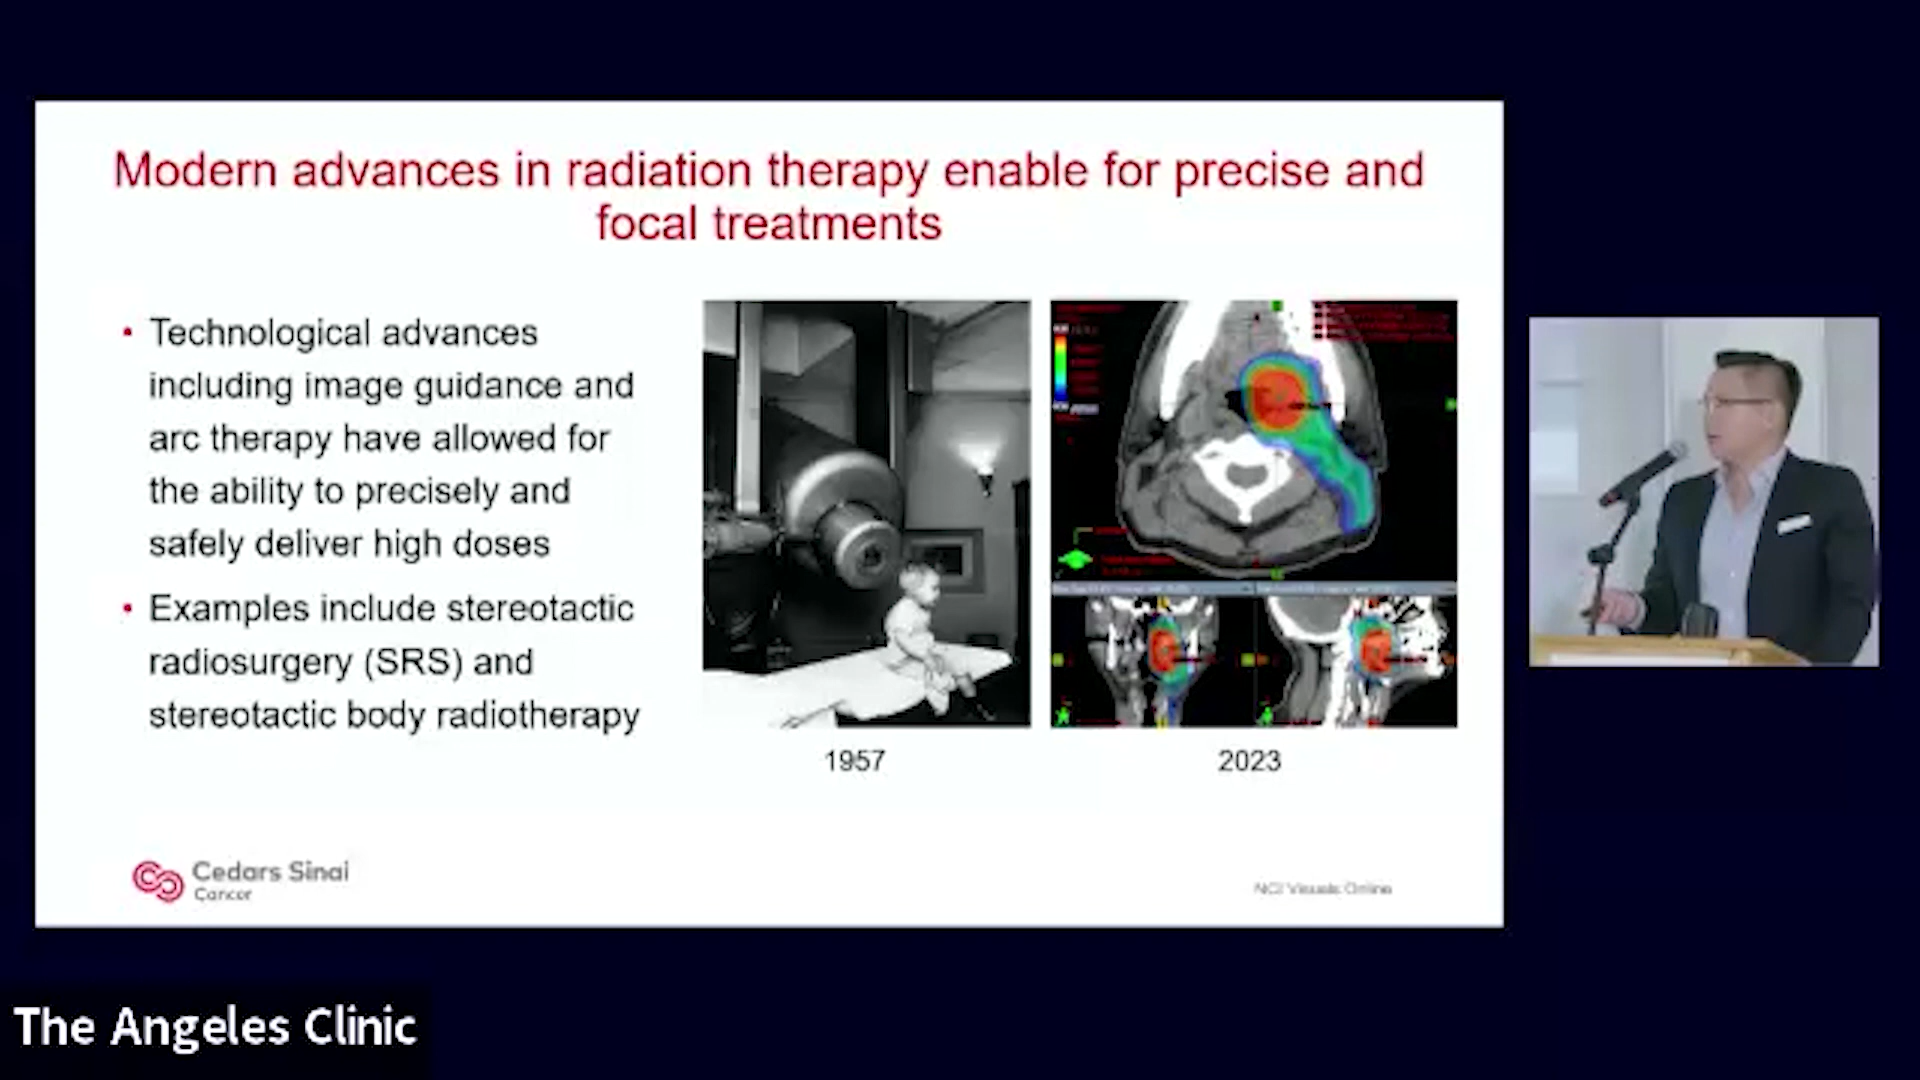 Modern advances in radiation therapy enable for precise and
focal treatments
• Technological advances
including image guidance and
arc therapy have allowed for
the ability to precisely and
safely deliver high doses
• Examples include stereotactic
radiosurgery (SRS) and
stereotactic body radiotherapy
1957
2023
Cedars Sinai
Cancer
NCI Visuals Online
The Angeles Clinic